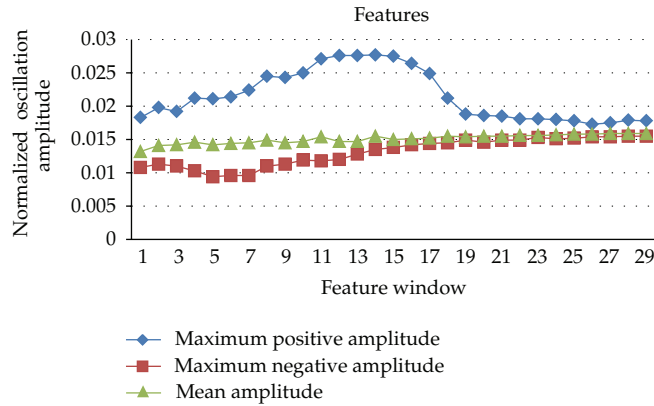 Features
Normalized oscillation
amplitude
0.03
0.025
0.02
0.015
0.01
0.005
0
1 3 5 7 9 11 13 15 17 19 21 23 25 27 29
Feature window
Maximum positive amplitude
Maximum negative amplitude
Mean amplitude